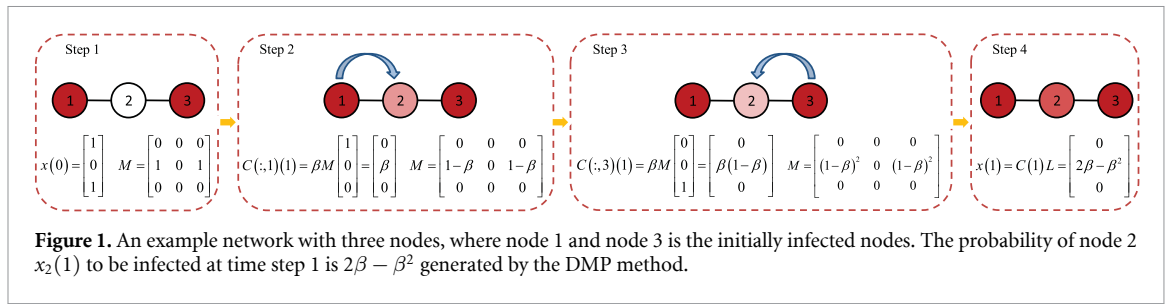 Step 1
1 2 3
x(0) = [1 0 1] M = [0 0 0; 1 0 1; 0 0 0]
Step 2
1 2 3
C(:,1)(1) = βM [1 0 0] = [0 β 0] M = [0 0 0; 1−β 0 1−β; 0 0 0]
Step 3
1 2 3
C(:,3)(1) = βM [0 0 1] = [0 β(1−β) 0] M = [0 0 0; (1−β)² 0 (1−β)²; 0 0 0]
Step 4
1 2 3
x(1) = C(1)L = [0 2β−β² 0]
Figure 1. An example network with three nodes, where node 1 and node 3 is the initially infected nodes. The probability of node 2
x₂(1) to be infected at time step 1 is 2β − β² generated by the DMP method.